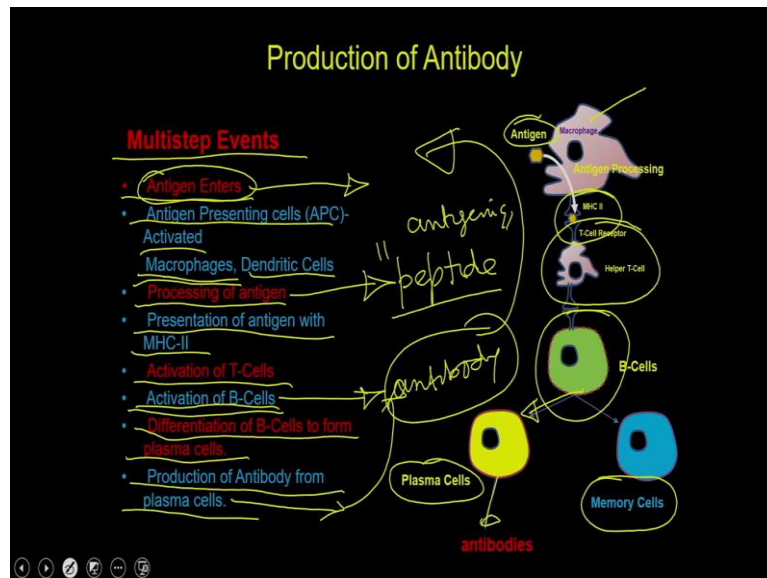 Production of Antibody
Multistep Events
• Antigen Enters
• Antigen Presenting cells (APC)-
Activated
Macrophages, Dendritic Cells
• Processing of antigen
• Presentation of antigen with
MHC-II
• Activation of T-Cells
• Activation of B-Cells
• Differentiation of B-Cells to form
plasma cells.
• Production of Antibody from
plasma cells.
antigenic
peptide
antibody
Antigen
Macrophage
Antigen Processing
MHC II
T-Cell Receptor
Helper T-Cell
B-Cells
Plasma Cells
Memory Cells
antibodies